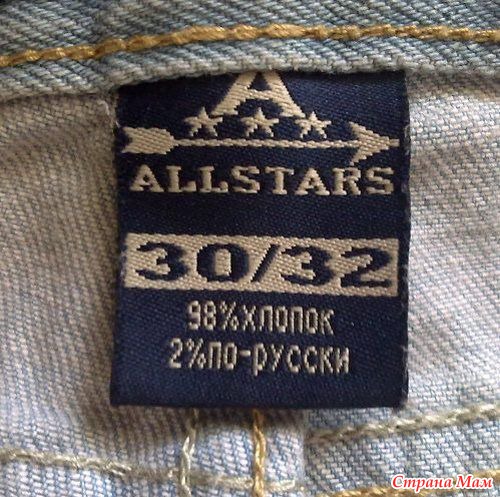 A
ALLSTARS
30/32
98%ХЛОПОК
2%ПО-РУССКИ
Страна Мам